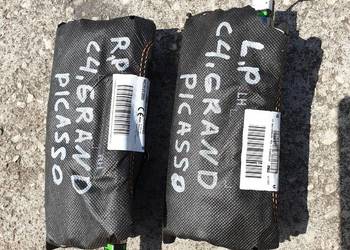 R.P
C4, GRAND
PICASSO
L.P
LH
C4, GRAND
PICASSO